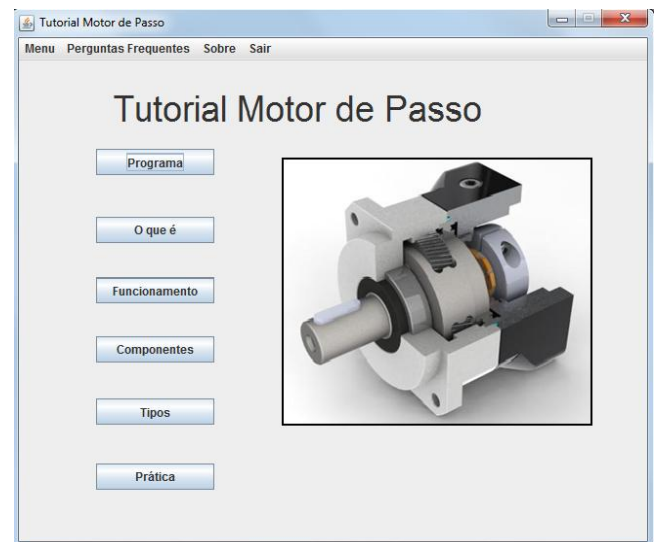 Tutorial Motor de Passo
Menu Perguntas Frequentes Sobre Sair
Tutorial Motor de Passo
Programa
O que é
Funcionamento
Componentes
Tipos
Prática